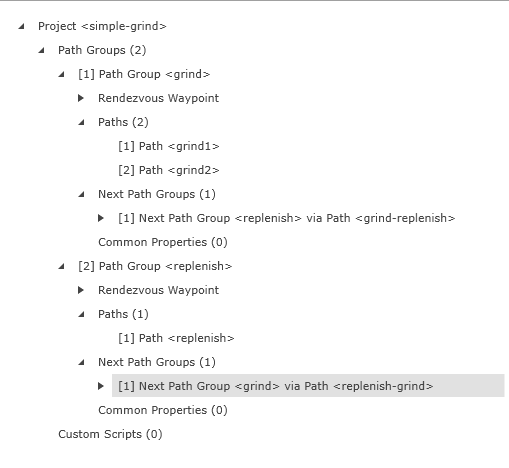 Project <simple-grind>
Path Groups (2)
[1] Path Group <grind>
Rendezvous Waypoint
Paths (2)
[1] Path <grind1>
[2] Path <grind2>
Next Path Groups (1)
[1] Next Path Group <replenish> via Path <grind-replenish>
Common Properties (0)
[2] Path Group <replenish>
Rendezvous Waypoint
Paths (1)
[1] Path <replenish>
Next Path Groups (1)
[1] Next Path Group <grind> via Path <replenish-grind>
Common Properties (0)
Custom Scripts (0)